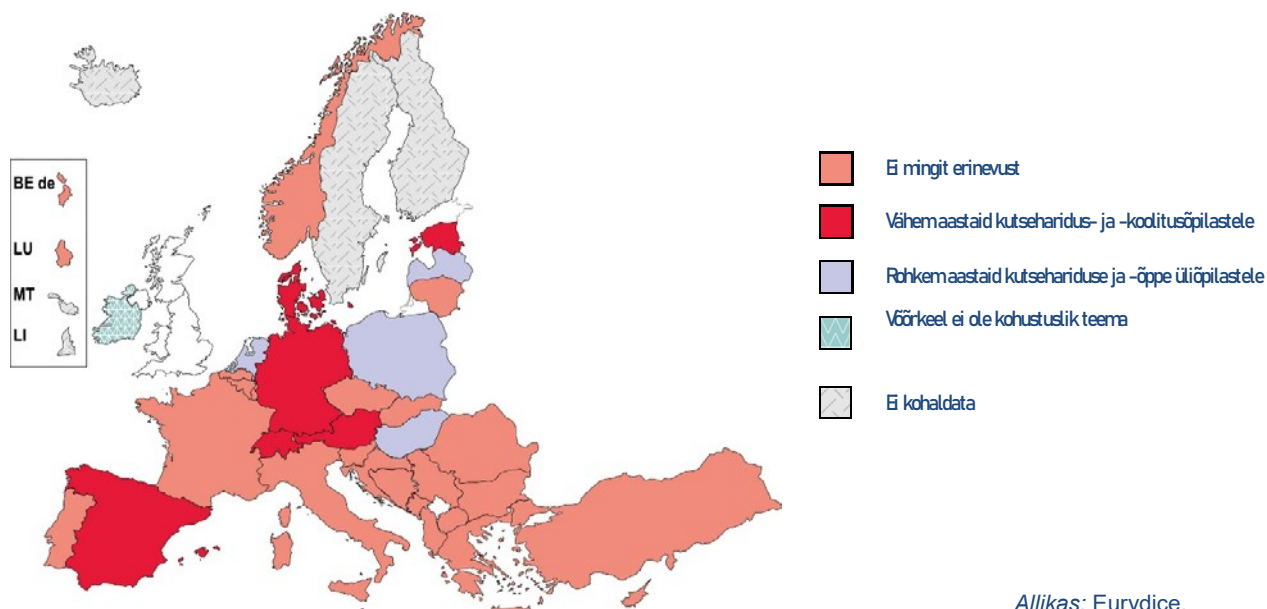 BE de
LU
MT
LI
Ei mingit erinevust
Vähem aastaid kutseharidus- ja -koolitusõpilastele
Rohkem aastaid kutsehariduse ja -õppe üliõpilastele
Võõrkeel ei ole kohustuslik teema
Ei kohaldata
Allikas: Eurydice